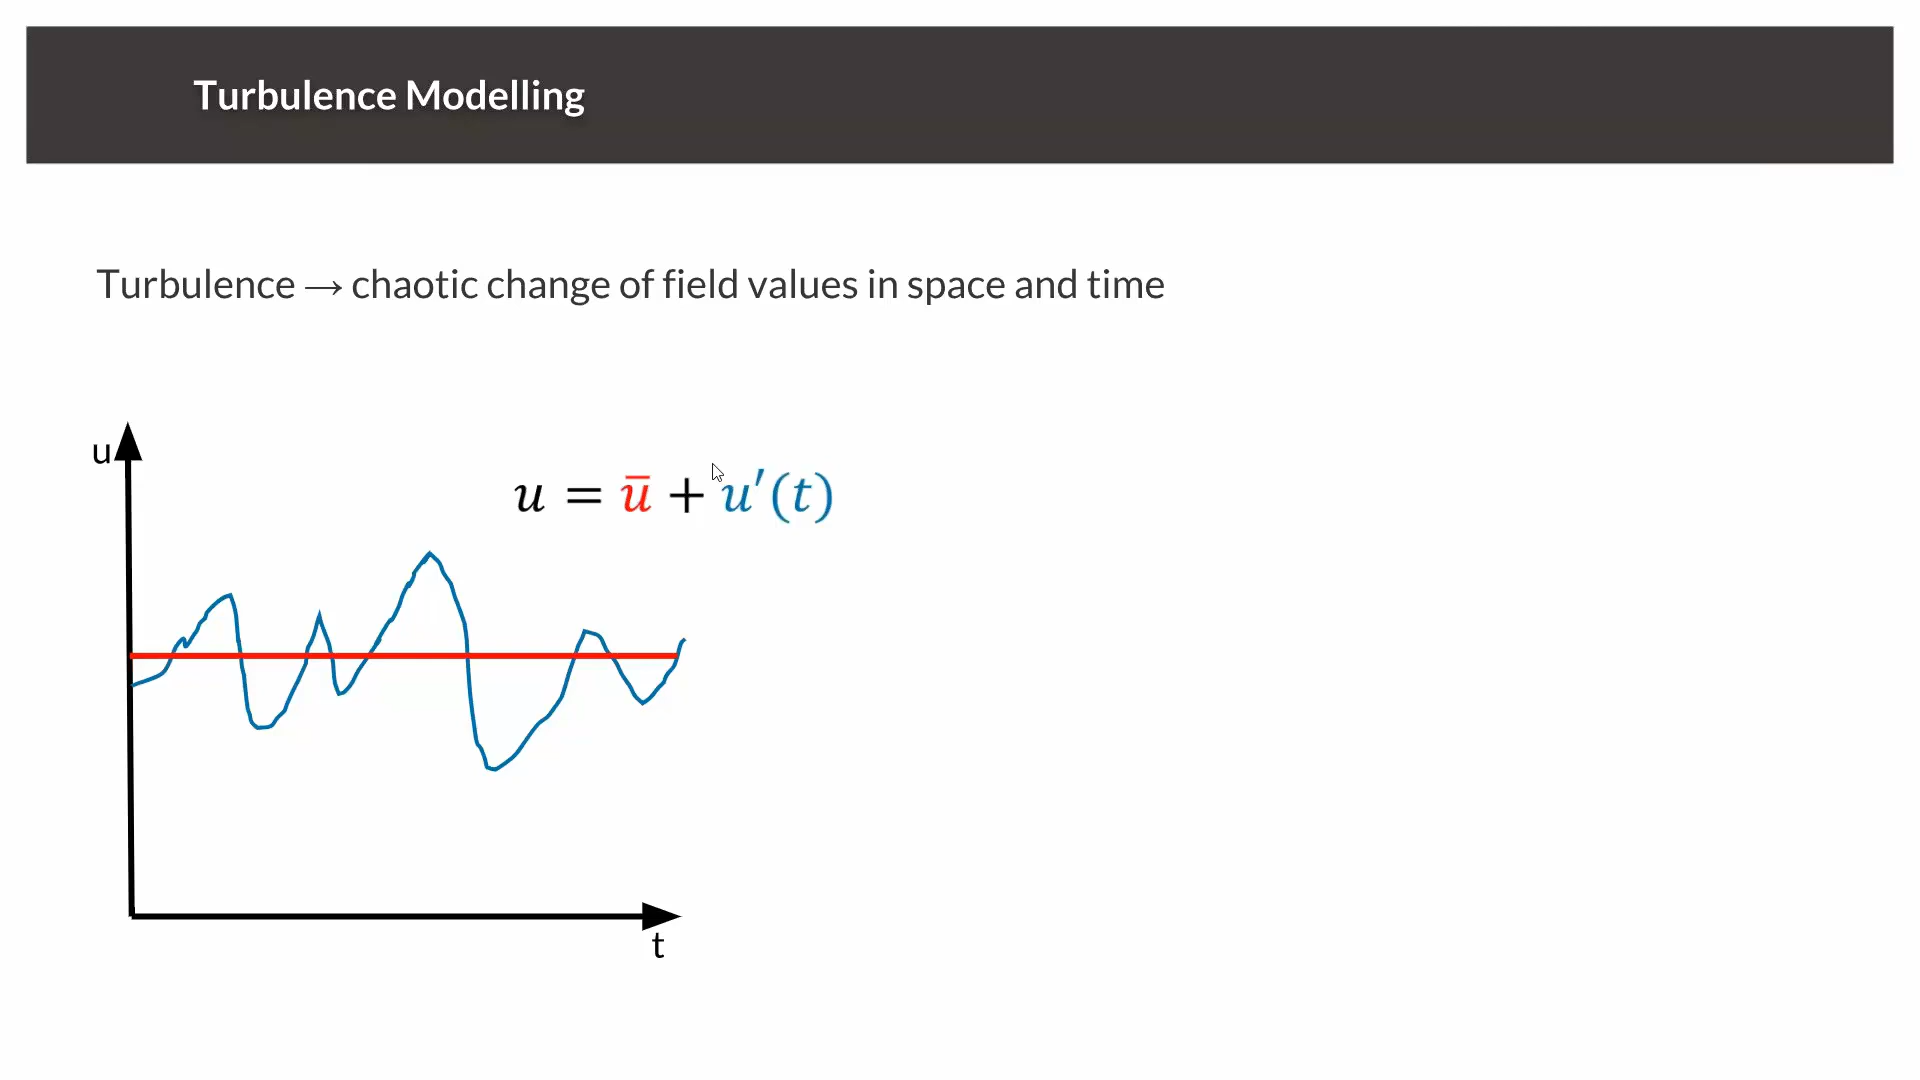 Turbulence Modelling
Turbulence → chaotic change of field values in space and time
u
u = ū + u′(t)
t